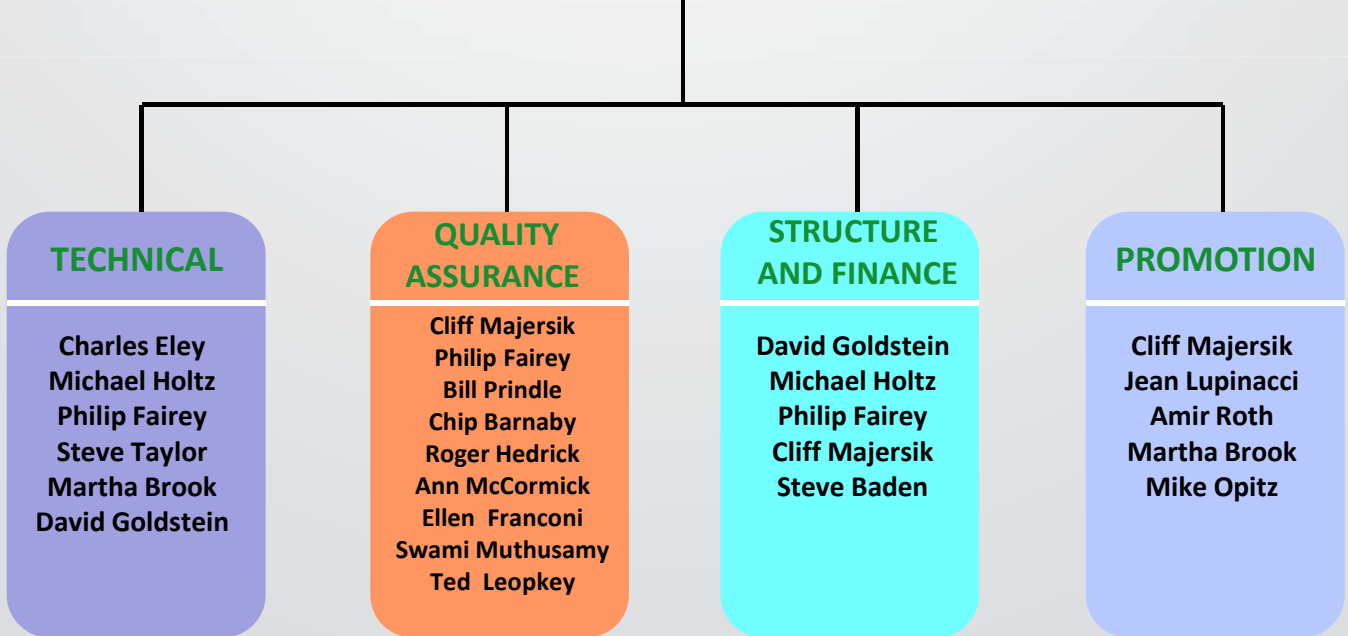 TECHNICAL
Charles Eley
Michael Holtz
Philip Fairey
Steve Taylor
Martha Brook
David Goldstein
QUALITY
ASSURANCE
Cliff Majersik
Philip Fairey
Bill Prindle
Chip Barnaby
Roger Hedrick
Ann McCormick
Ellen  Franconi
Swami Muthusamy
Ted  Leopkey
STRUCTURE
AND FINANCE
David Goldstein
Michael Holtz
Philip Fairey
Cliff Majersik
Steve Baden
PROMOTION
Cliff Majersik
Jean Lupinacci
Amir Roth
Martha Brook
Mike Opitz